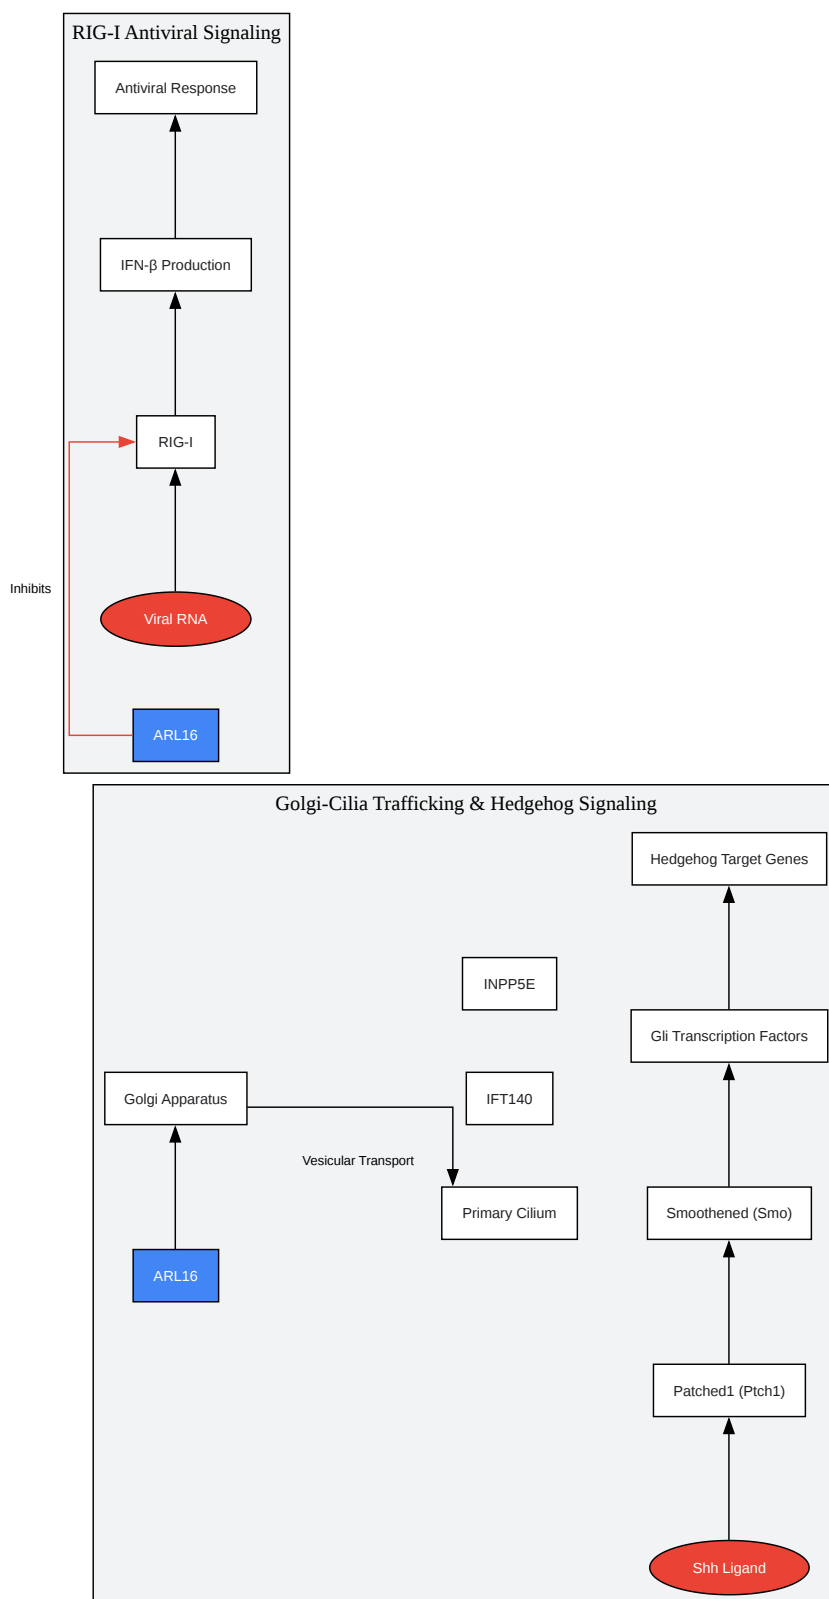 RIG-I Antiviral Signaling
Antiviral Response
IFN-β Production
RIG-I
Inhibits
Viral RNA
ARL16
Golgi-Cilia Trafficking & Hedgehog Signaling
Hedgehog Target Genes
INPP5E
Gli Transcription Factors
Golgi Apparatus
IFT140
Vesicular Transport
Primary Cilium
Smoothened (Smo)
ARL16
Patched1 (Ptch1)
Shh Ligand